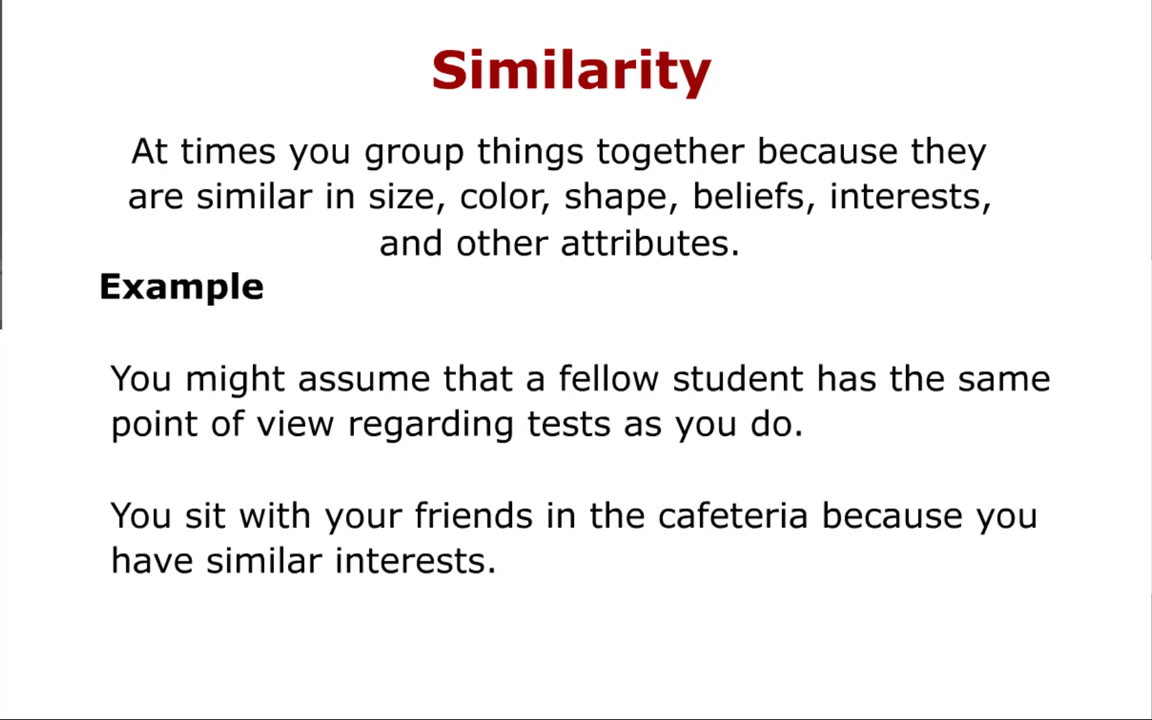 Similarity
At times you group things together because they
are similar in size, color, shape, beliefs, interests,
and other attributes.
Example
You might assume that a fellow student has the same
point of view regarding tests as you do.
You sit with your friends in the cafeteria because you
have similar interests.